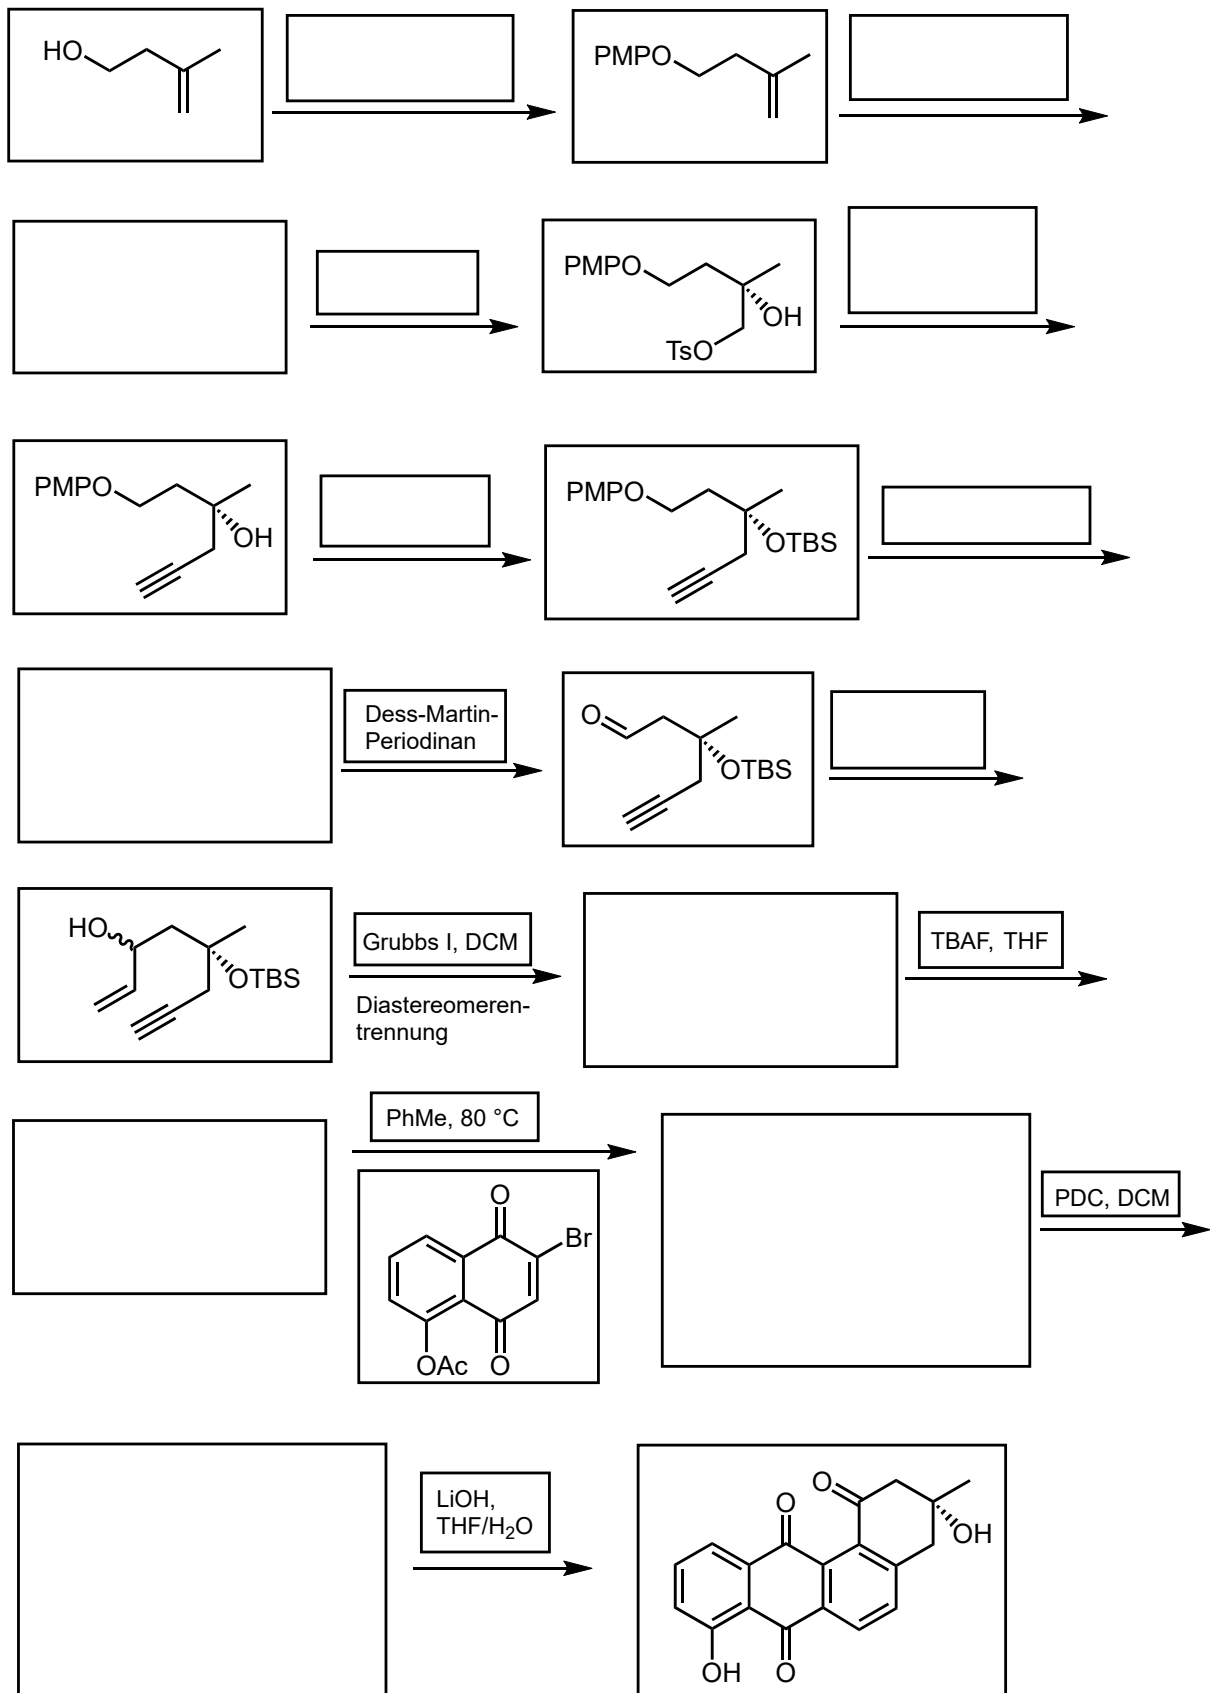 HO
PMPO
PMPO
OH
TsO
PMPO
OH
PMPO
OTBS
Dess-Martin-
Periodinan
O
OTBS
HO
OTBS
Grubbs I, DCM
Diastereomeren-
trennung
TBAF, THF
PhMe, 80 °C
O
Br
OAc O
PDC, DCM
LiOH,
THF/H₂O
O
O
OH
OH O